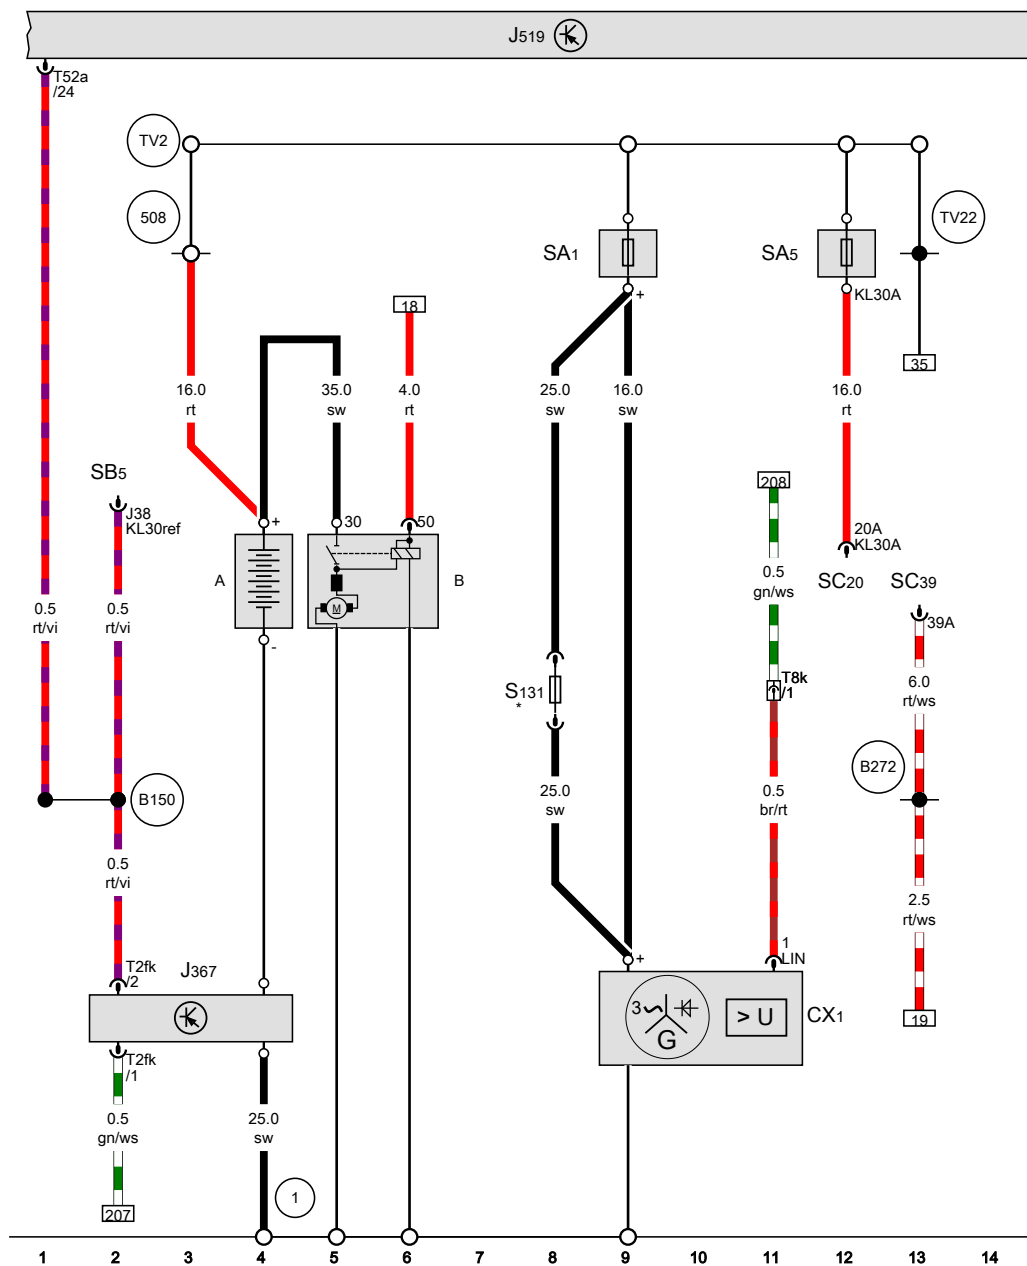 J519
T52a
/24
TV2
508
TV22
SA1
SA5
+
KL30A
18
35
16.0
rt
35.0
sw
4.0
rt
25.0
sw
16.0
sw
16.0
rt
SB5
J38
KL30ref
208
+
30
50
20A
KL30A
A
B
M
0.5
gn/ws
SC20
SC39
0.5
rt/vi
0.5
rt/vi
39A
-
T8k
/1
6.0
rt/ws
S131
*
B272
B150
25.0
sw
0.5
br/rt
0.5
rt/vi
2.5
rt/ws
1
LIN
T2fk
/2
J367
+
3
G
> U
CX1
19
T2fk
/1
0.5
gn/ws
25.0
sw
1
207
1 2 3 4 5 6 7 8 9 10 11 12 13 14